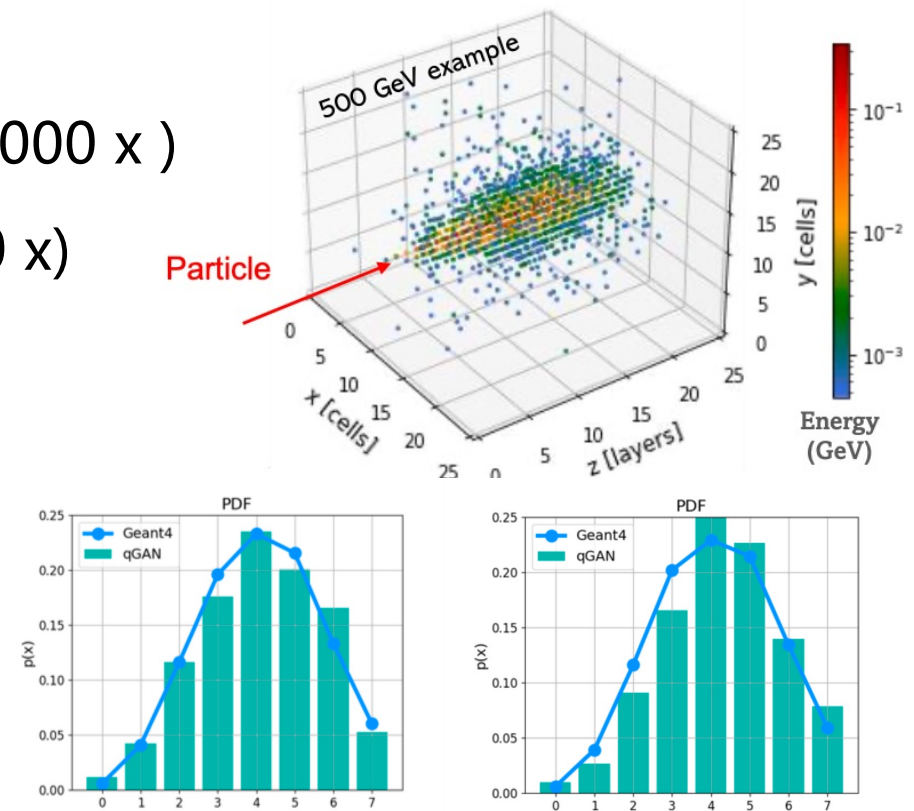 000 x )
x)
500 GeV example
Particle
0
5
10
15
20
25
x [cells]
0
5
10
15
20
25
z [layers]
25
20
15
10
5
0
y [cells]
10⁻¹
10⁻²
10⁻³
Energy
(GeV)
PDF
Geant4
qGAN
p(x)
0.25
0.20
0.15
0.10
0.05
0.00
0 1 2 3 4 5 6 7
PDF
Geant4
qGAN
p(x)
0.25
0.20
0.15
0.10
0.05
0.00
0 1 2 3 4 5 6 7